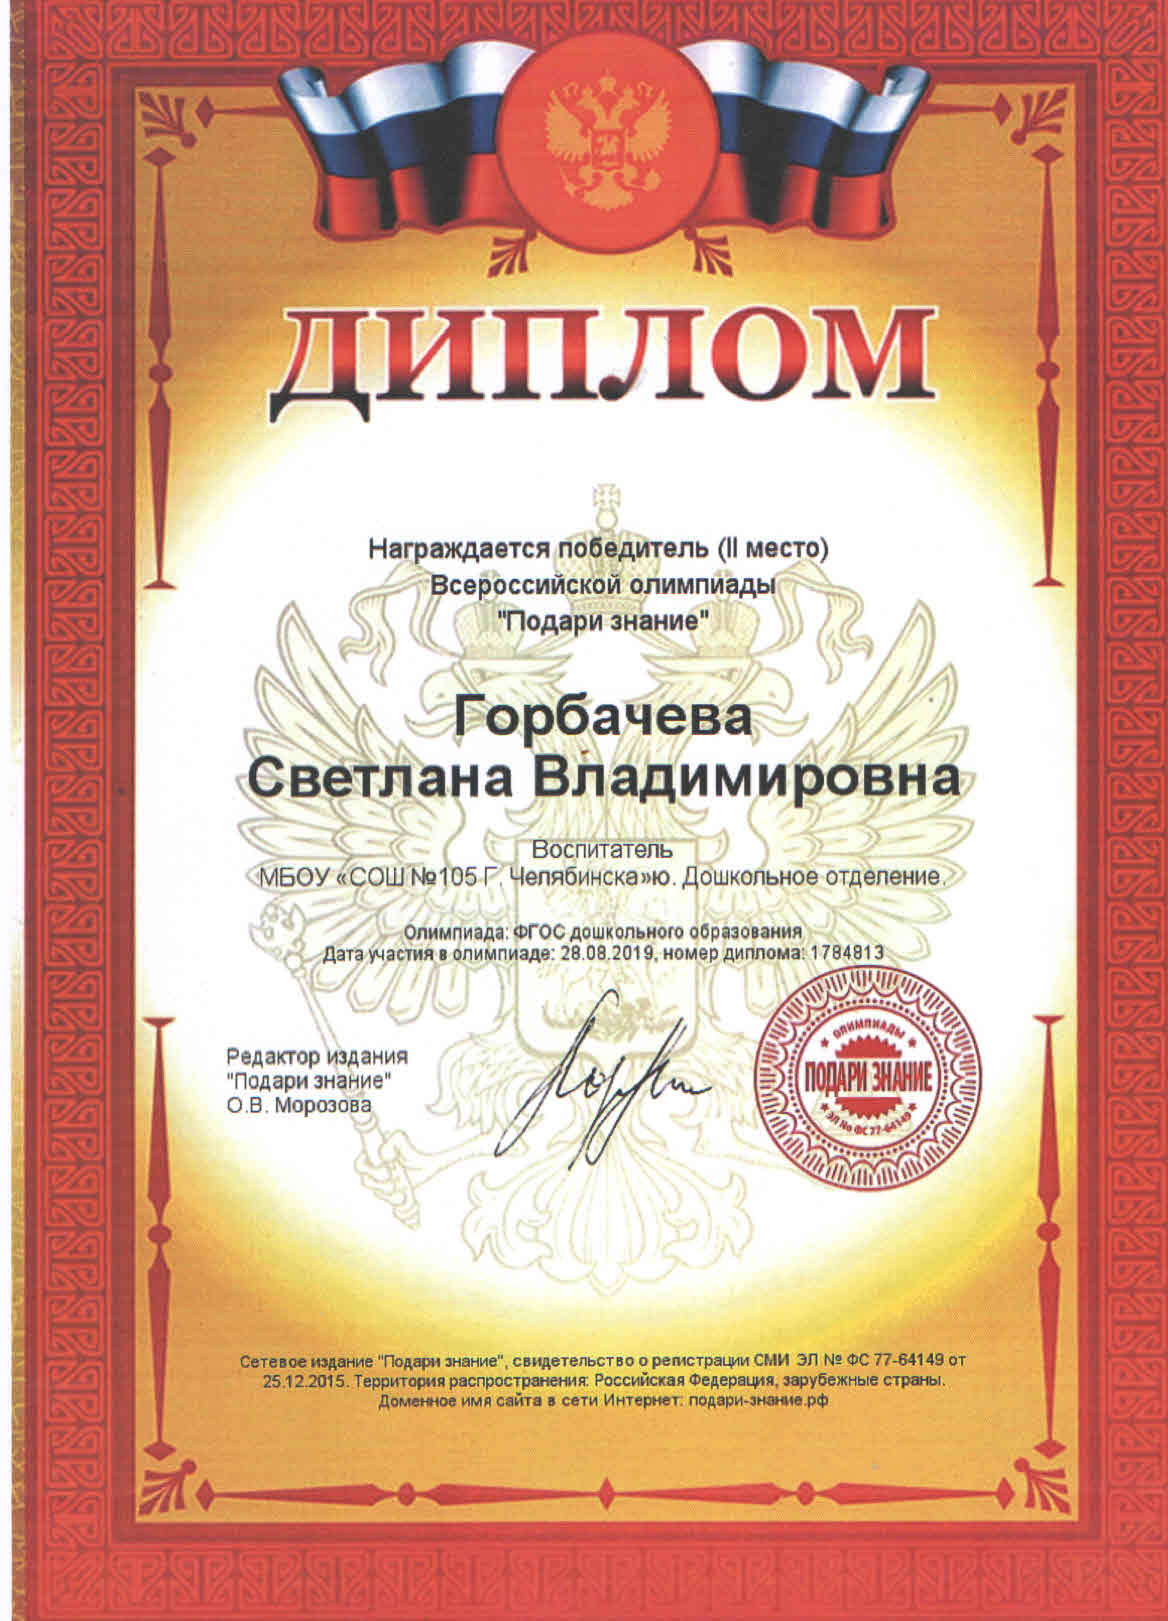 ДИПЛОМ
Награждается победитель (II место)
Всероссийской олимпиады
"Подари знание"
Горбачева
Светлана Владимировна
Воспитатель
МБОУ «СОШ №105 Г. Челябинска»ю. Дошкольное отделение.
Олимпиада: ФГОС дошкольного образования
Дата участия в олимпиаде: 28.08.2019, номер диплома: 1784813
Редактор издания
"Подари знание"
О.В. Морозова
ОЛИМПИАДЫ
ПОДАРИ ЗНАНИЕ
ЭЛ № ФС 77-64149
Сетевое издание "Подари знание", свидетельство о регистрации СМИ ЭЛ № ФС 77-64149 от
25.12.2015. Территория распространения: Российская Федерация, зарубежные страны.
Доменное имя сайта в сети Интернет: подари-знание.рф